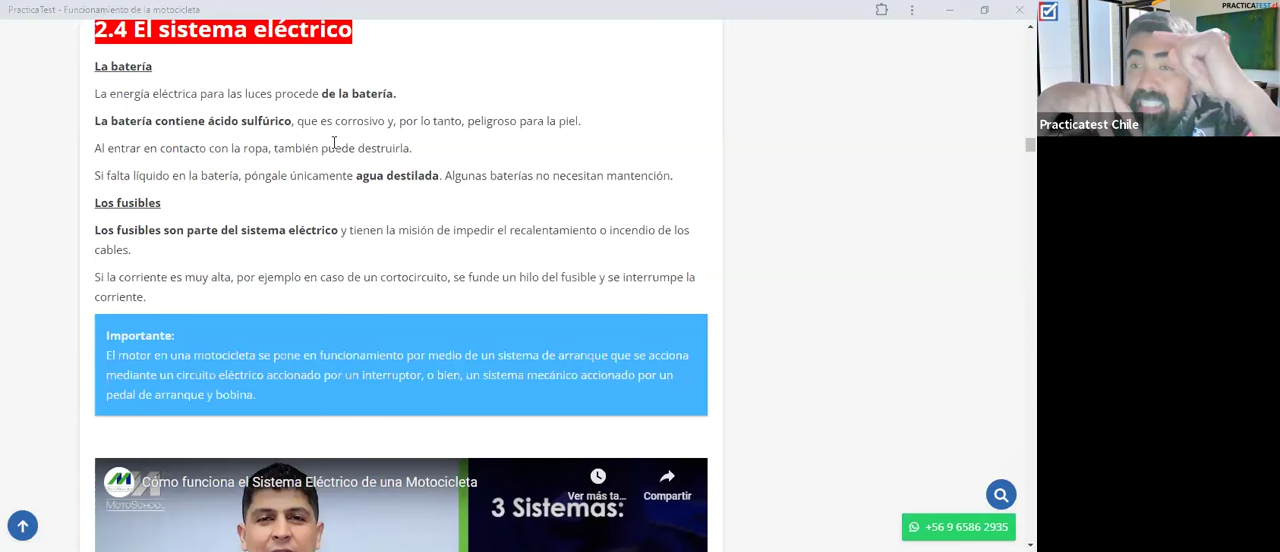 PracticaTest - Funcionamiento de la motocicleta
PRACTICATEST.cl
2.4 El sistema eléctrico
La batería
La energía eléctrica para las luces procede de la batería.
La batería contiene ácido sulfúrico, que es corrosivo y, por lo tanto, peligroso para la piel.
Practicatest Chile
Al entrar en contacto con la ropa, también puede destruirla.
Si falta líquido en la batería, póngale únicamente agua destilada. Algunas baterías no necesitan mantención.
Los fusibles
Los fusibles son parte del sistema eléctrico y tienen la misión de impedir el recalentamiento o incendio de los
cables.
Si la corriente es muy alta, por ejemplo en caso de un cortocircuito, se funde un hilo del fusible y se interrumpe la
corriente.
Importante:
El motor en una motocicleta se pone en funcionamiento por medio de un sistema de arranque que se acciona
mediante un circuito eléctrico accionado por un interruptor, o bien, un sistema mecánico accionado por un
pedal de arranque y bobina.
Cómo funciona el Sistema Eléctrico de una Motocicleta
MOTOSCHOOL
Ver más ta...
Compartir
3 Sistemas:
+56 9 6586 2935